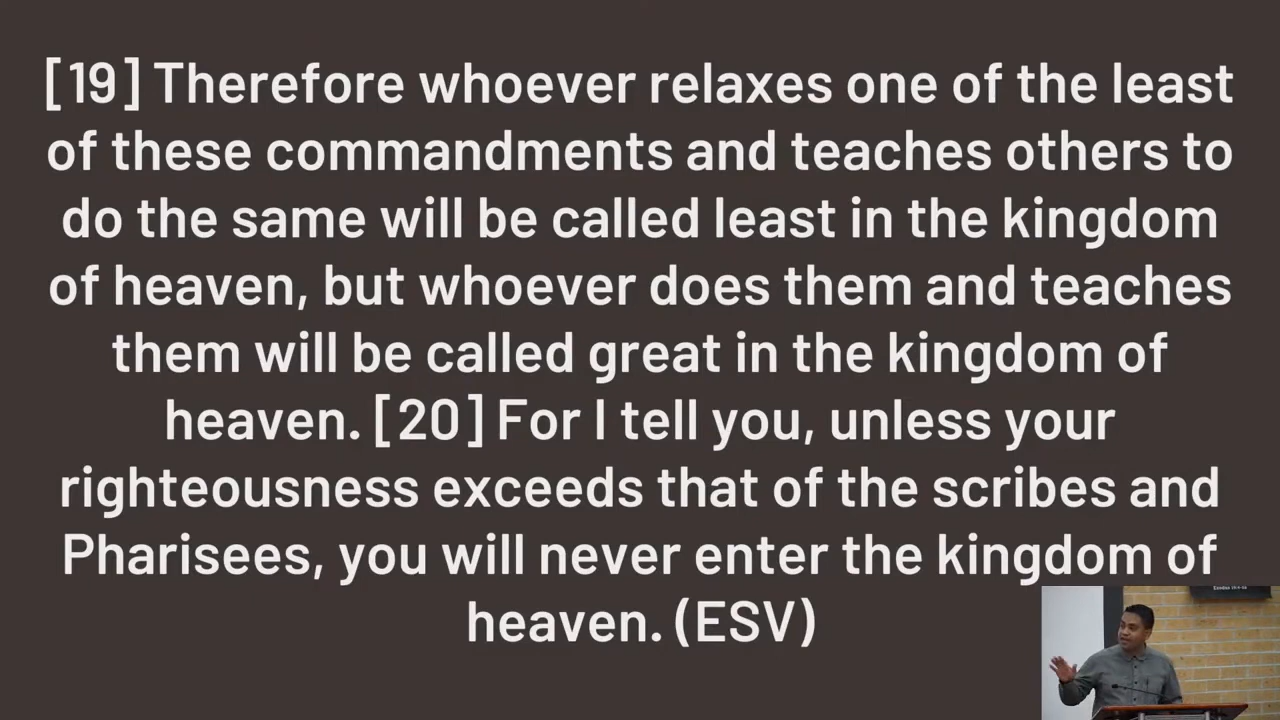 [19] Therefore whoever relaxes one of the least
of these commandments and teaches others to
do the same will be called least in the kingdom
of heaven, but whoever does them and teaches
them will be called great in the kingdom of
heaven. [20] For I tell you, unless your
righteousness exceeds that of the scribes and
Pharisees, you will never enter the kingdom of
heaven. (ESV)